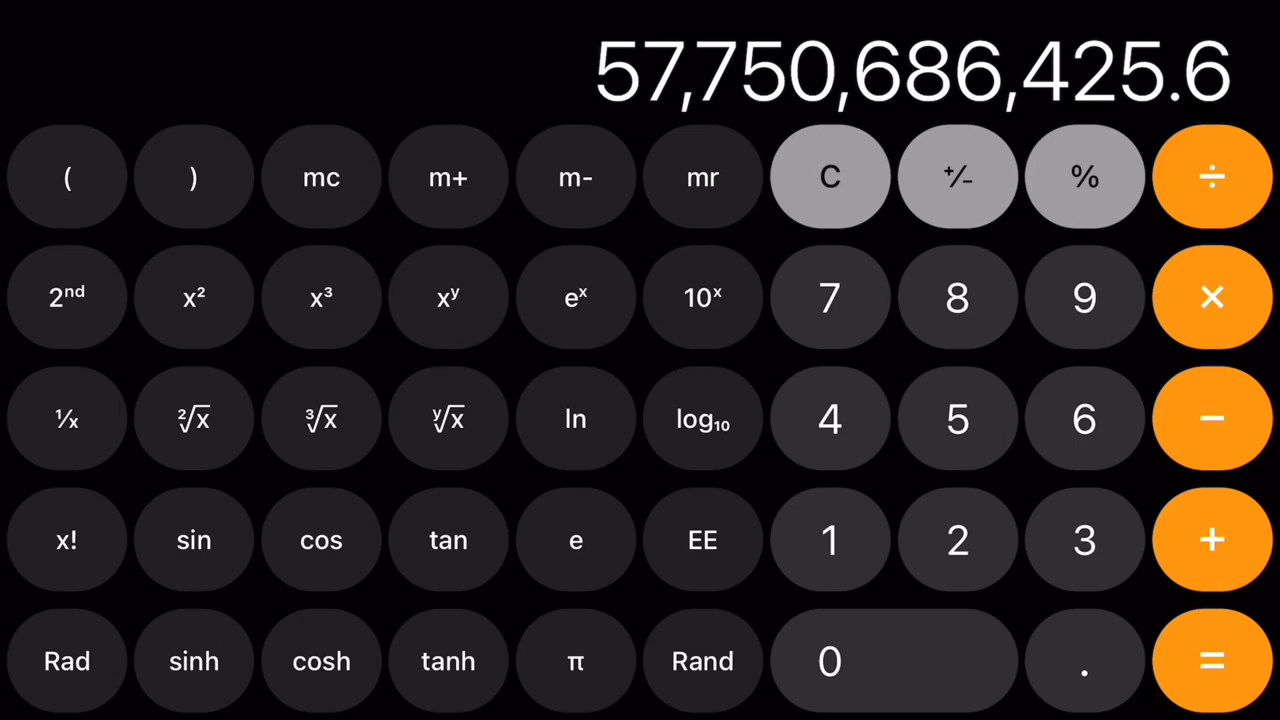 57,750,686,425.6
( ) mc m+ m- mr C ⁺∕₋ % ÷
2ⁿᵈ x² x³ xʸ eˣ 10ˣ 7 8 9 ×
¹∕ₓ ²√x ³√x ʸ√x ln log₁₀ 4 5 6 −
x! sin cos tan e EE 1 2 3 +
Rad sinh cosh tanh π Rand 0 . =